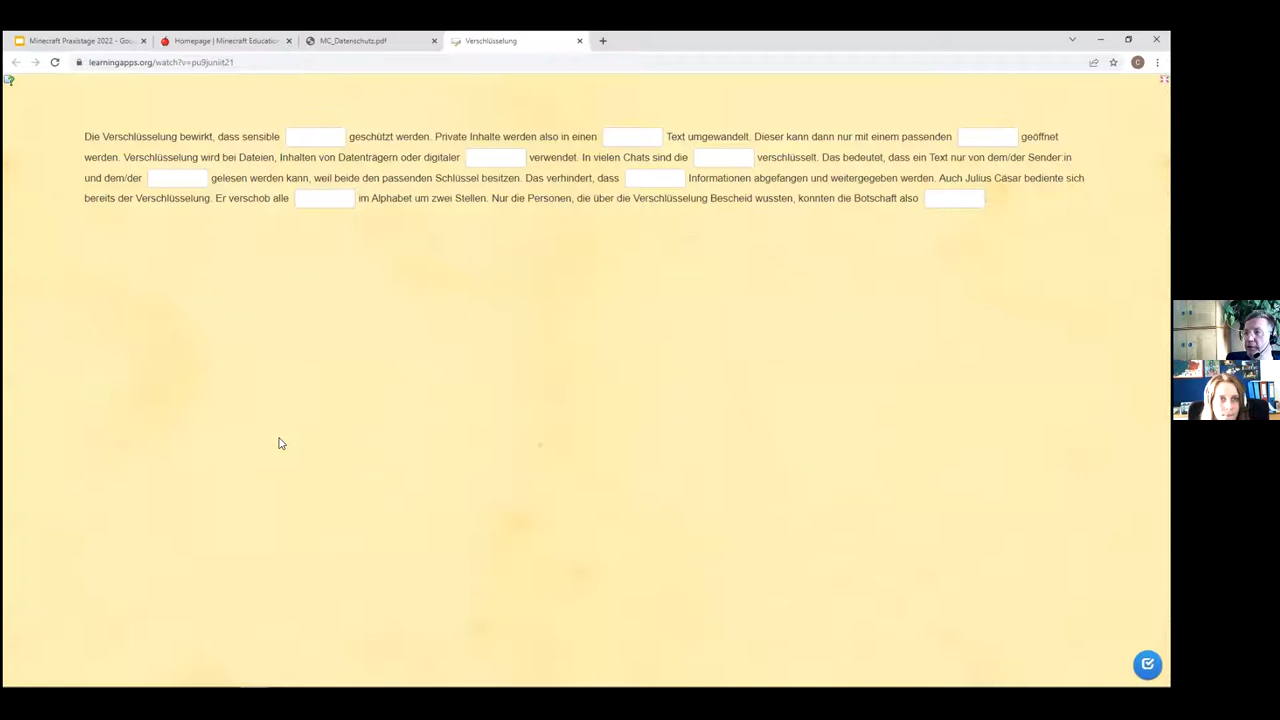 Minecraft Praxistage 2022 - Goo
Homepage | Minecraft Education
MC_Datenschutz.pdf
Verschlüsselung
learningapps.org/watch?v=pu9juniit21
Die Verschlüsselung bewirkt, dass sensible geschützt werden. Private Inhalte werden also in einen Text umgewandelt. Dieser kann dann nur mit einem passenden geöffnet
werden. Verschlüsselung wird bei Dateien, Inhalten von Datenträgern oder digitaler verwendet. In vielen Chats sind die verschlüsselt. Das bedeutet, dass ein Text nur von dem/der Sender:in
und dem/der gelesen werden kann, weil beide den passenden Schlüssel besitzen. Das verhindert, dass Informationen abgefangen und weitergegeben werden. Auch Julius Cäsar bediente sich
bereits der Verschlüsselung. Er verschob alle im Alphabet um zwei Stellen. Nur die Personen, die über die Verschlüsselung Bescheid wussten, konnten die Botschaft also .